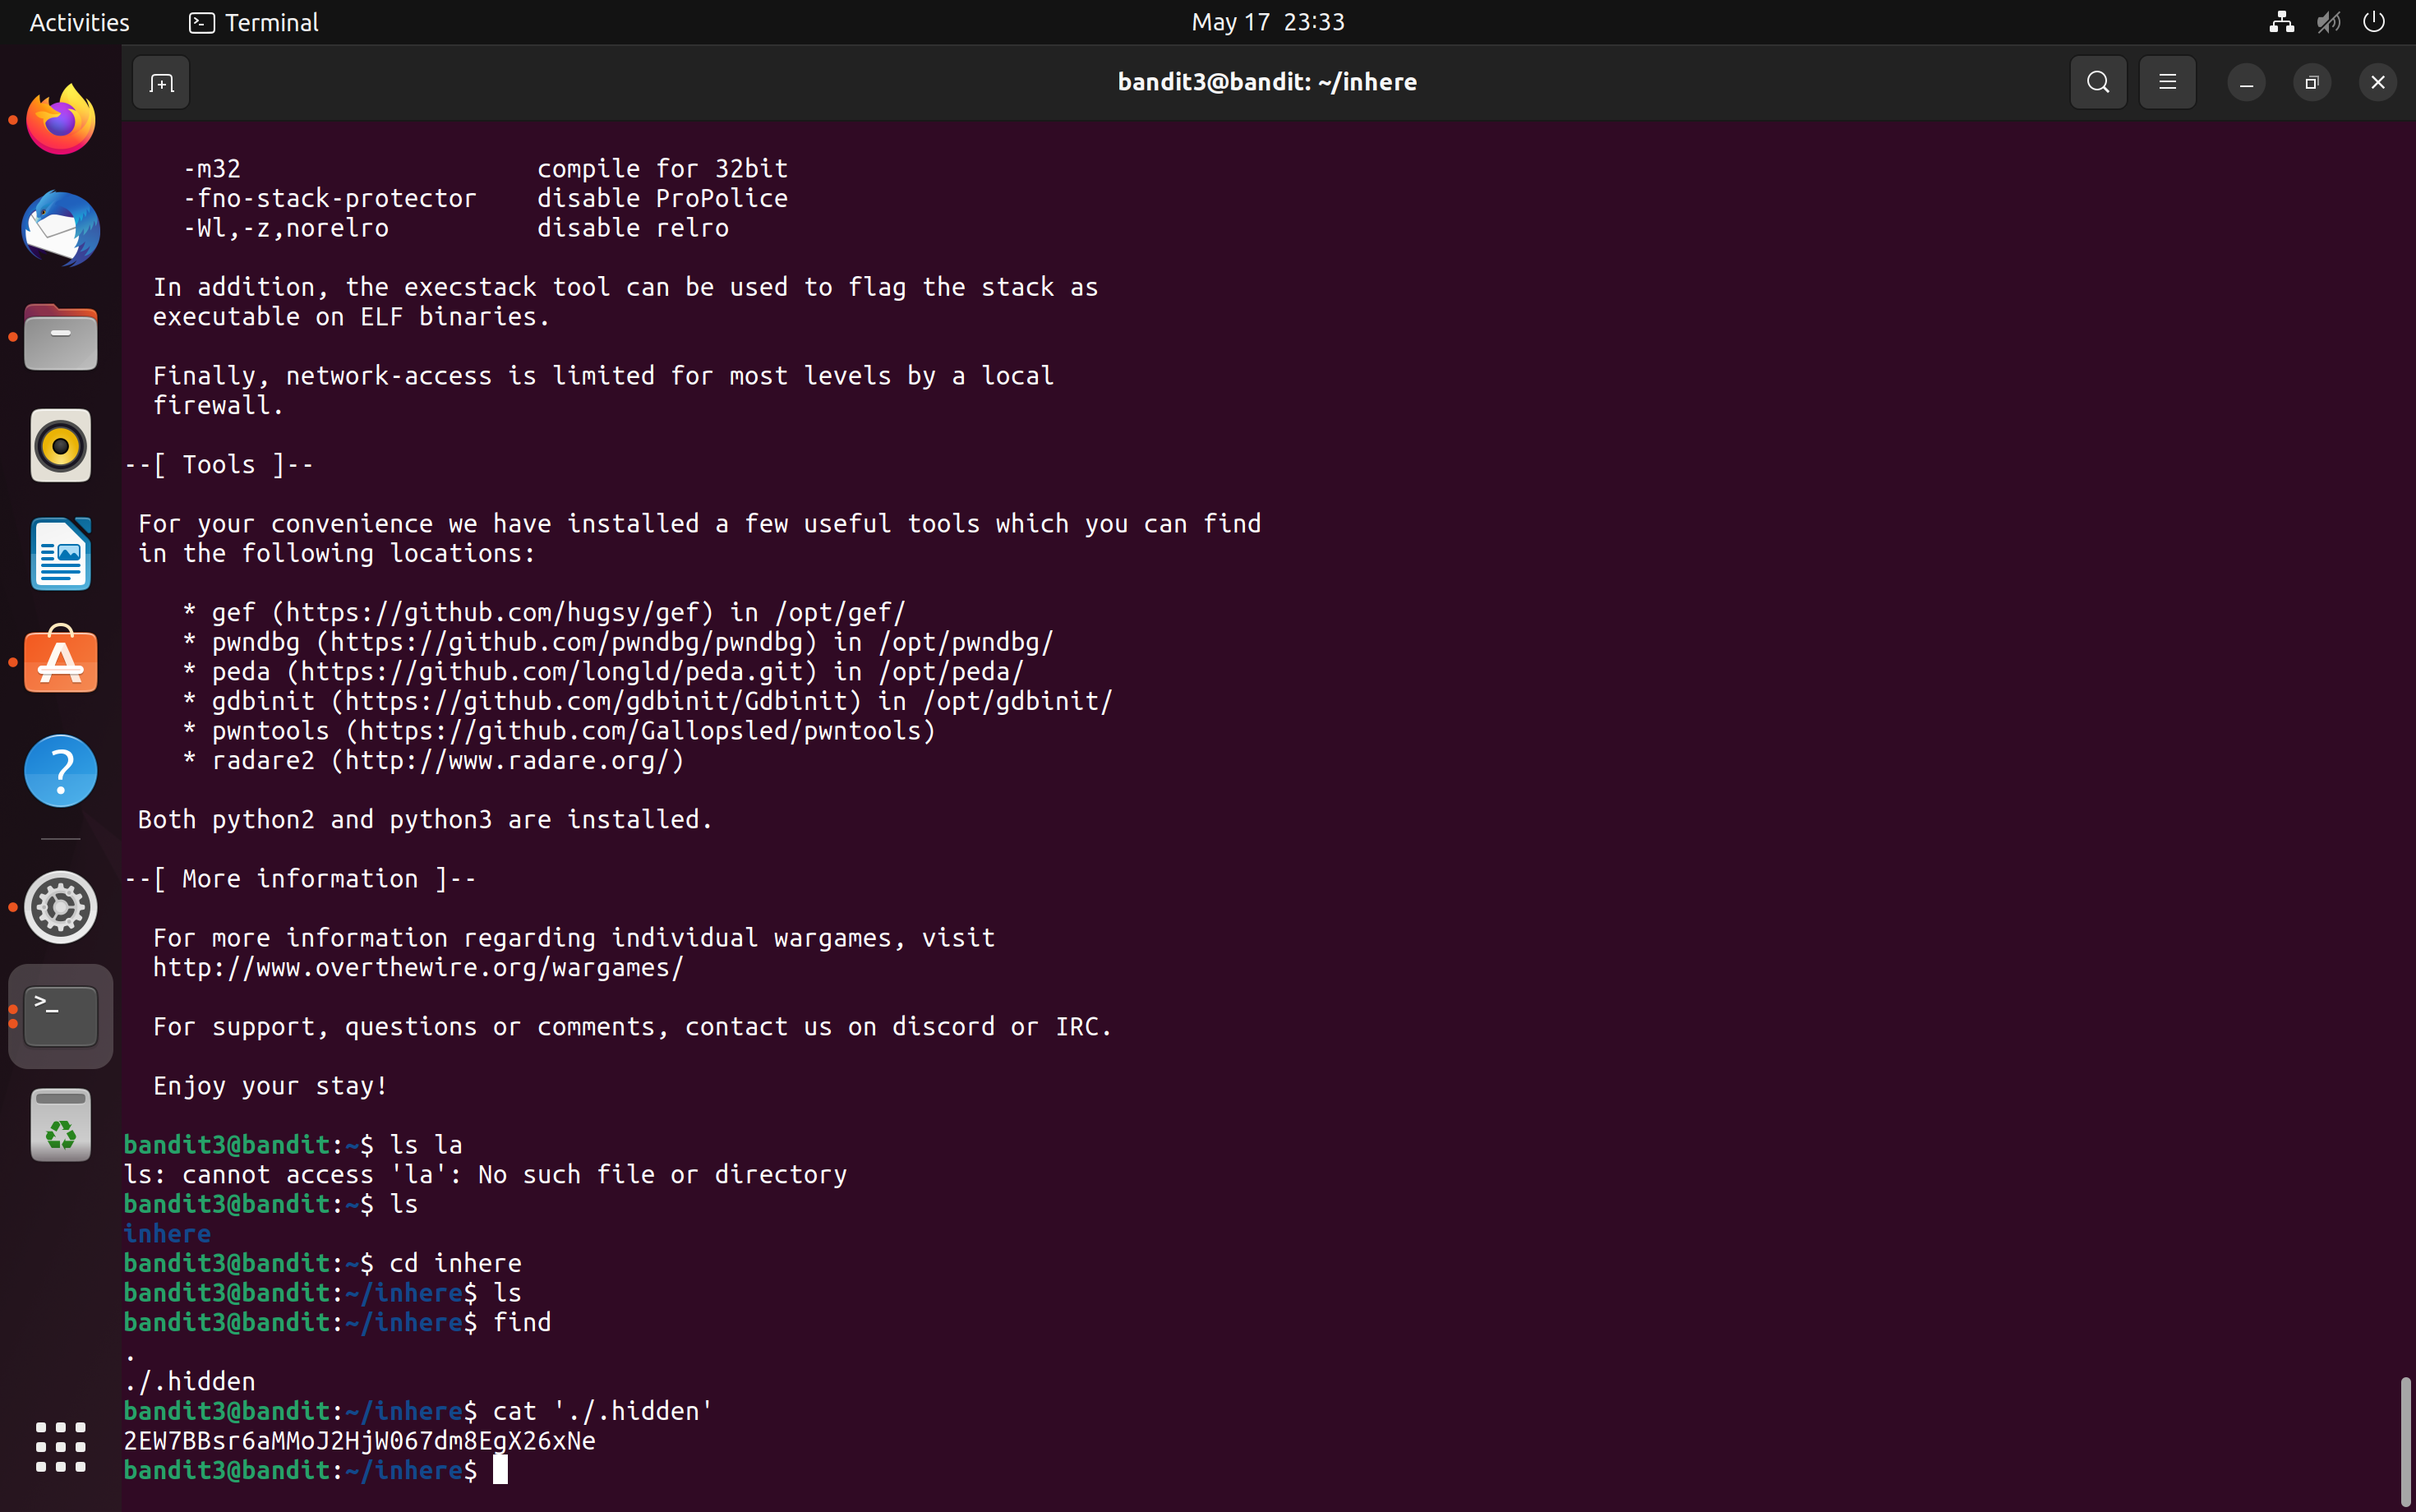 Activities
Terminal
May 17 23:33
bandit3@bandit: ~/inhere
-m32 compile for 32bit
-fno-stack-protector disable ProPolice
-Wl,-z,norelro disable relro
In addition, the execstack tool can be used to flag the stack as
executable on ELF binaries.
Finally, network-access is limited for most levels by a local
firewall.
--[ Tools ]--
For your convenience we have installed a few useful tools which you can find
in the following locations:
* gef (https://github.com/hugsy/gef) in /opt/gef/
* pwndbg (https://github.com/pwndbg/pwndbg) in /opt/pwndbg/
* peda (https://github.com/longld/peda.git) in /opt/peda/
* gdbinit (https://github.com/gdbinit/Gdbinit) in /opt/gdbinit/
* pwntools (https://github.com/Gallopsled/pwntools)
* radare2 (http://www.radare.org/)
Both python2 and python3 are installed.
--[ More information ]--
For more information regarding individual wargames, visit
http://www.overthewire.org/wargames/
For support, questions or comments, contact us on discord or IRC.
Enjoy your stay!
bandit3@bandit:~$ ls la
ls: cannot access 'la': No such file or directory
bandit3@bandit:~$ ls
inhere
bandit3@bandit:~$ cd inhere
bandit3@bandit:~/inhere$ ls
bandit3@bandit:~/inhere$ find
.
./.hidden
bandit3@bandit:~/inhere$ cat './.hidden'
2EW7BBsr6aMMoJ2HjW067dm8EgX26xNe
bandit3@bandit:~/inhere$